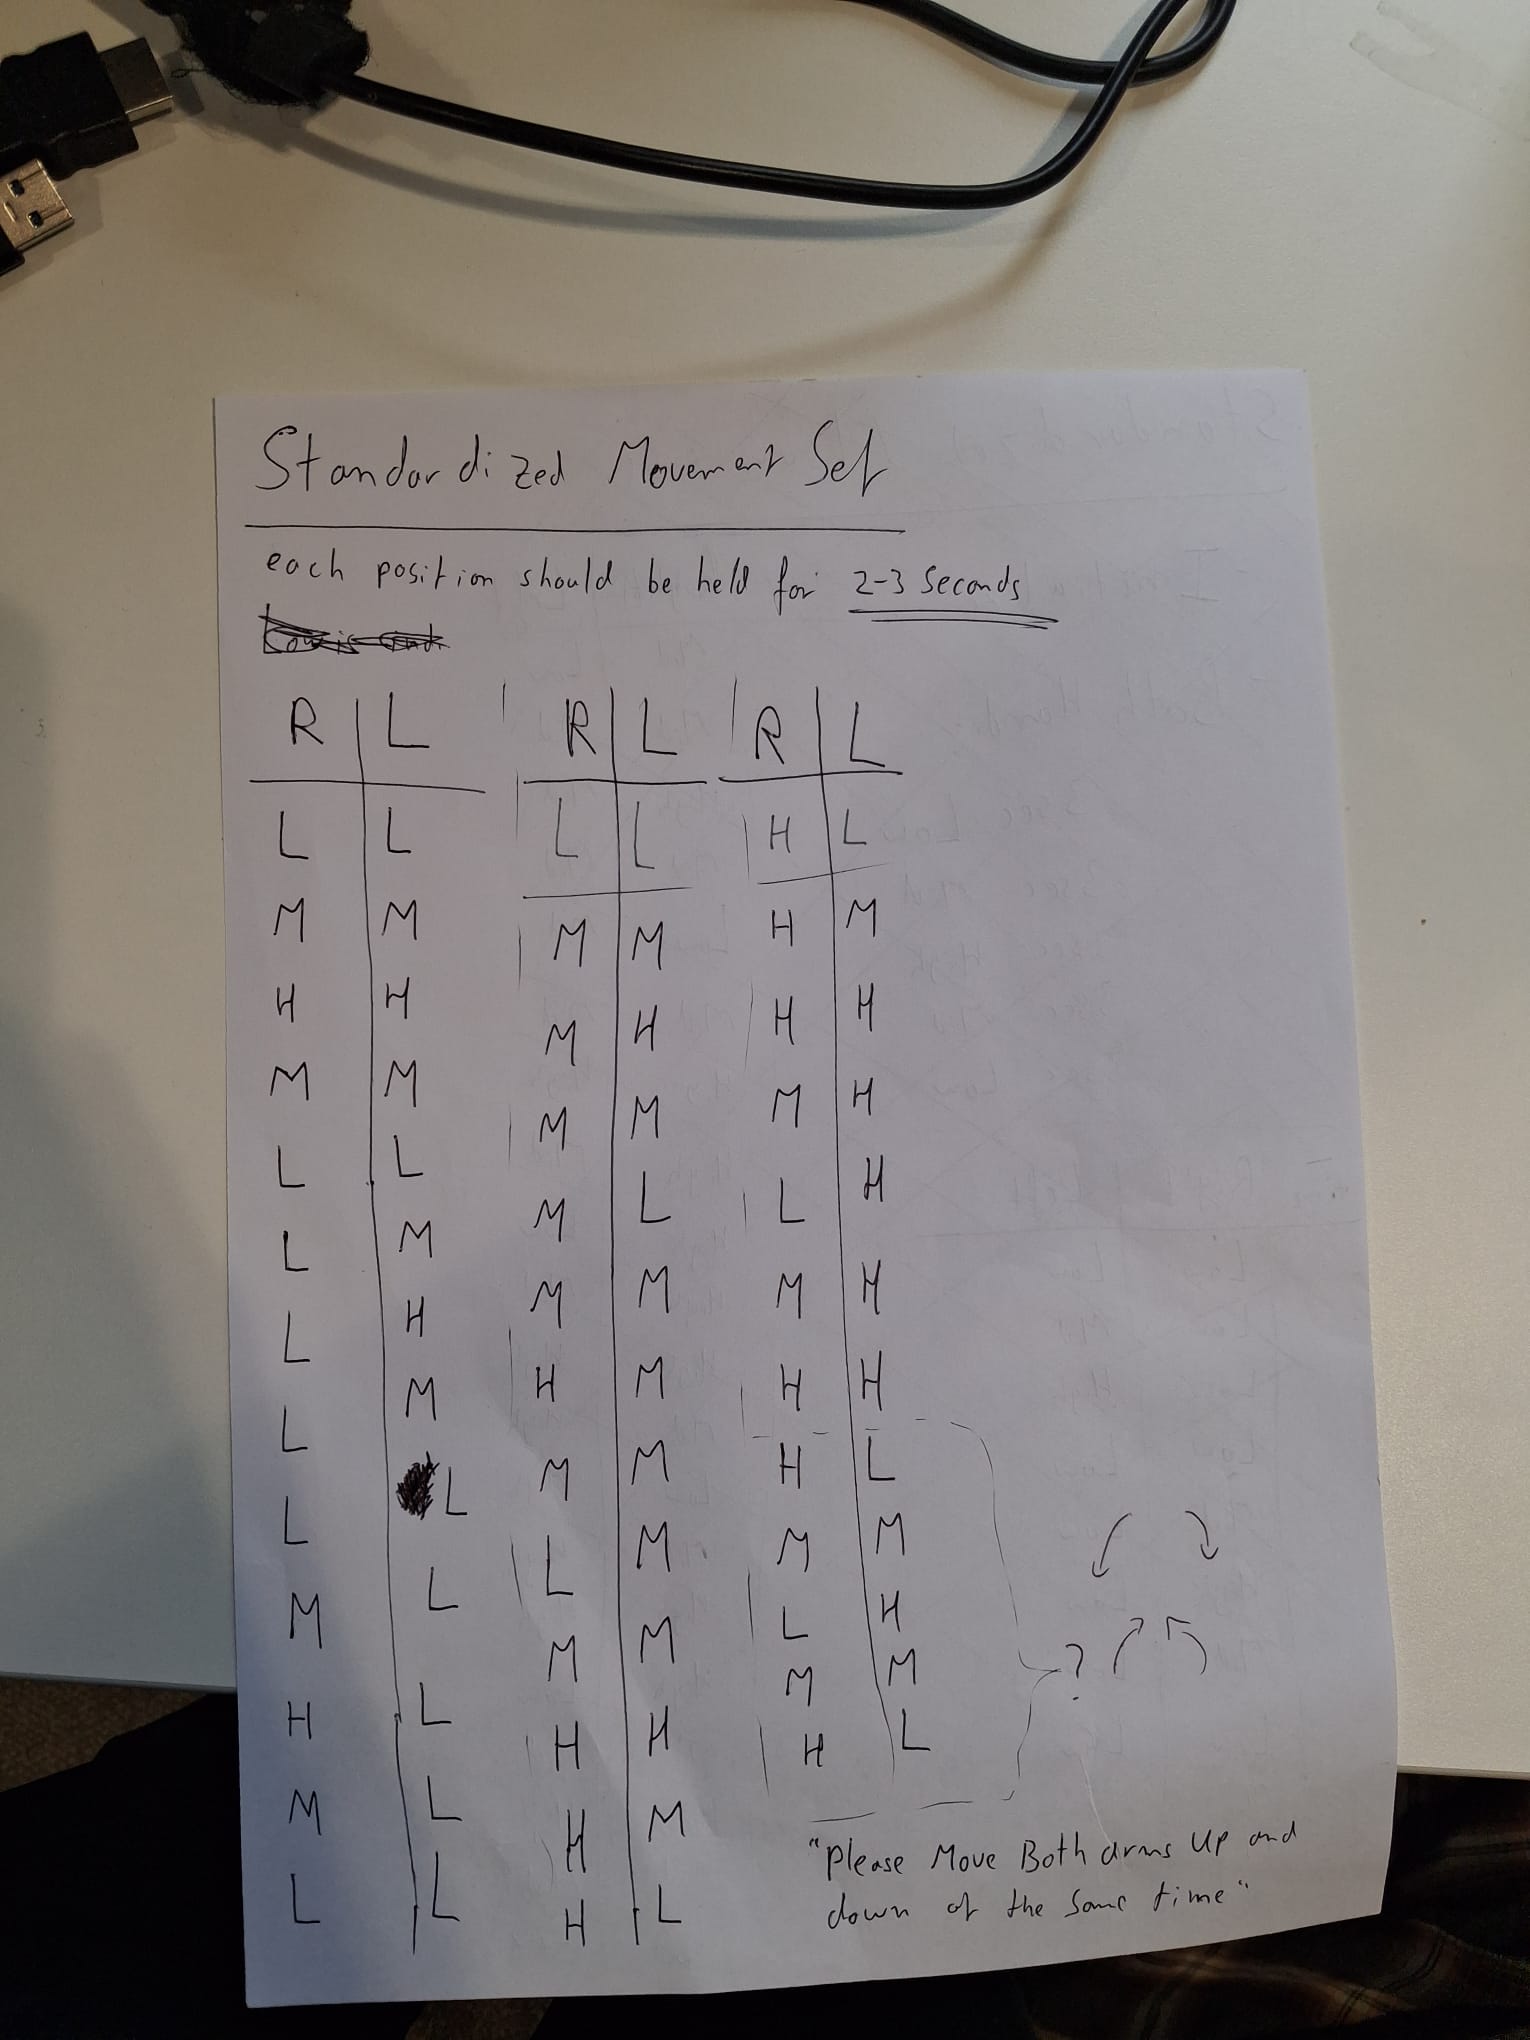 Standardized Movement Set
each position should be held for 2-3 Seconds
R L R L R L
L L L L H L
M M M M H M
H H M H H H
M M M M M H
L L M L L H
L M M M M H
L H H M H H
L M M M H L
L L L M M M
M L M M L H
H L H H M M
M L H M H L
L L H L
?
"Please Move Both arms Up and
down at the same time"